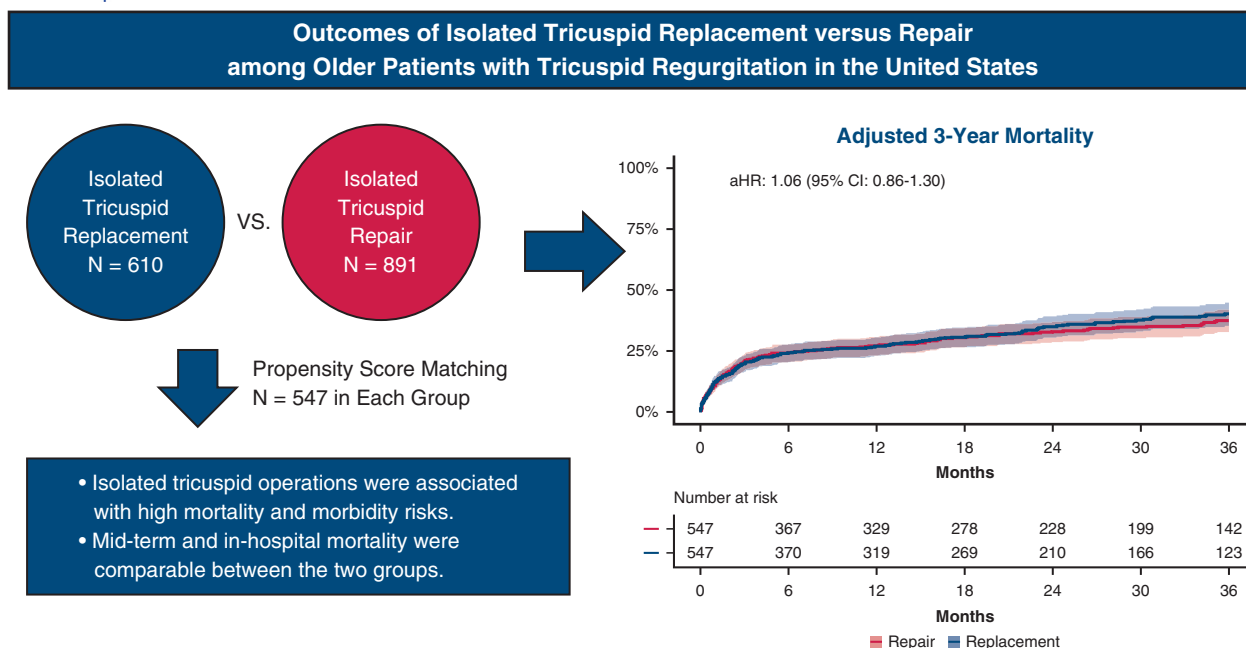 Outcomes of Isolated Tricuspid Replacement versus Repair
among Older Patients with Tricuspid Regurgitation in the United States
Isolated
Tricuspid
Replacement
N = 610
VS.
Isolated
Tricuspid
Repair
N = 891
Propensity Score Matching
N = 547 in Each Group
• Isolated tricuspid operations were associated
with high mortality and morbidity risks.
• Mid-term and in-hospital mortality were
comparable between the two groups.
Adjusted 3-Year Mortality
aHR: 1.06 (95% CI: 0.86-1.30)
100%
75%
50%
25%
0%
0 6 12 18 24 30 36
Months
Number at risk
547 367 329 278 228 199 142
547 370 319 269 210 166 123
0 6 12 18 24 30 36
Months
Repair Replacement